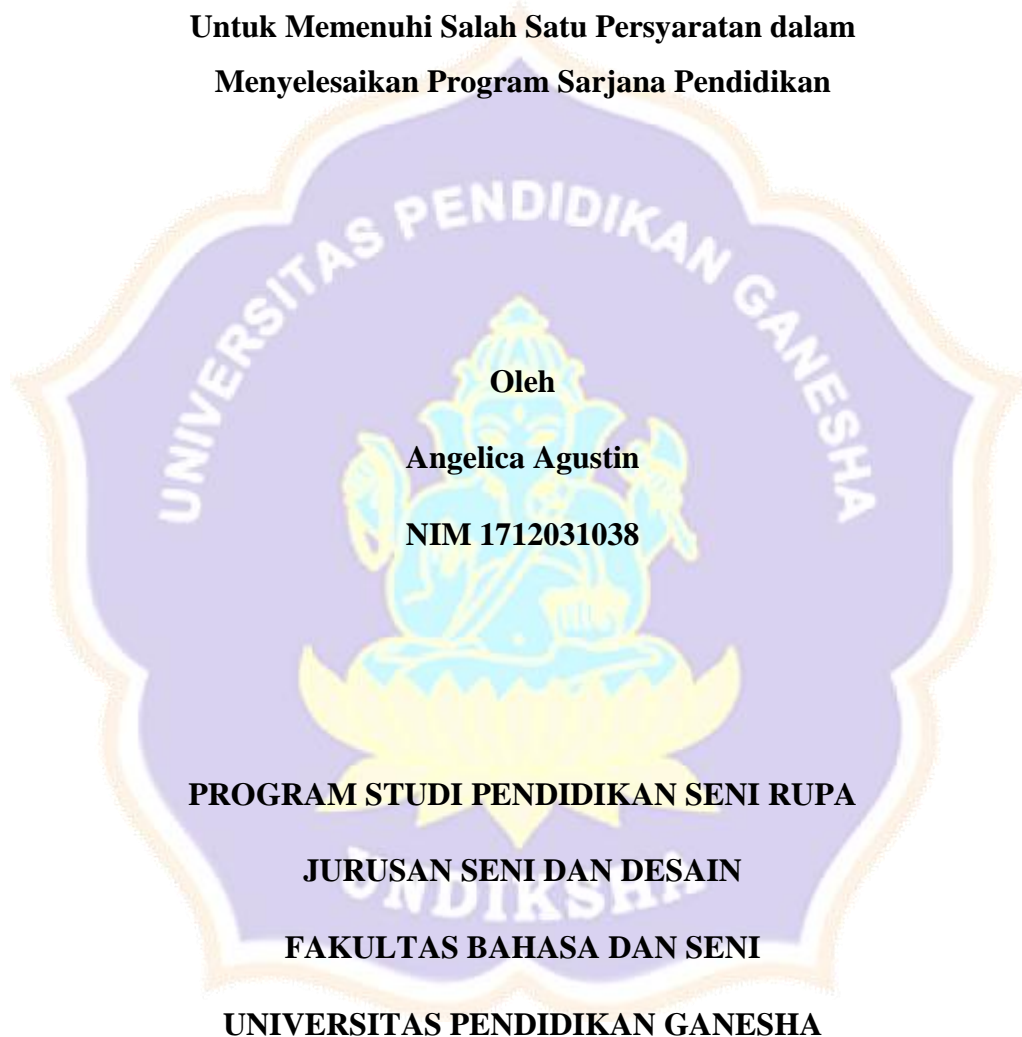 Untuk Memenuhi Salah Satu Persyaratan dalam
Menyelesaikan Program Sarjana Pendidikan
UNIVERSITAS PENDIDIKAN GANESHA
Oleh
Angelica Agustin
NIM 1712031038
PROGRAM STUDI PENDIDIKAN SENI RUPA
JURUSAN SENI DAN DESAIN
UNDIKSHA
FAKULTAS BAHASA DAN SENI
UNIVERSITAS PENDIDIKAN GANESHA